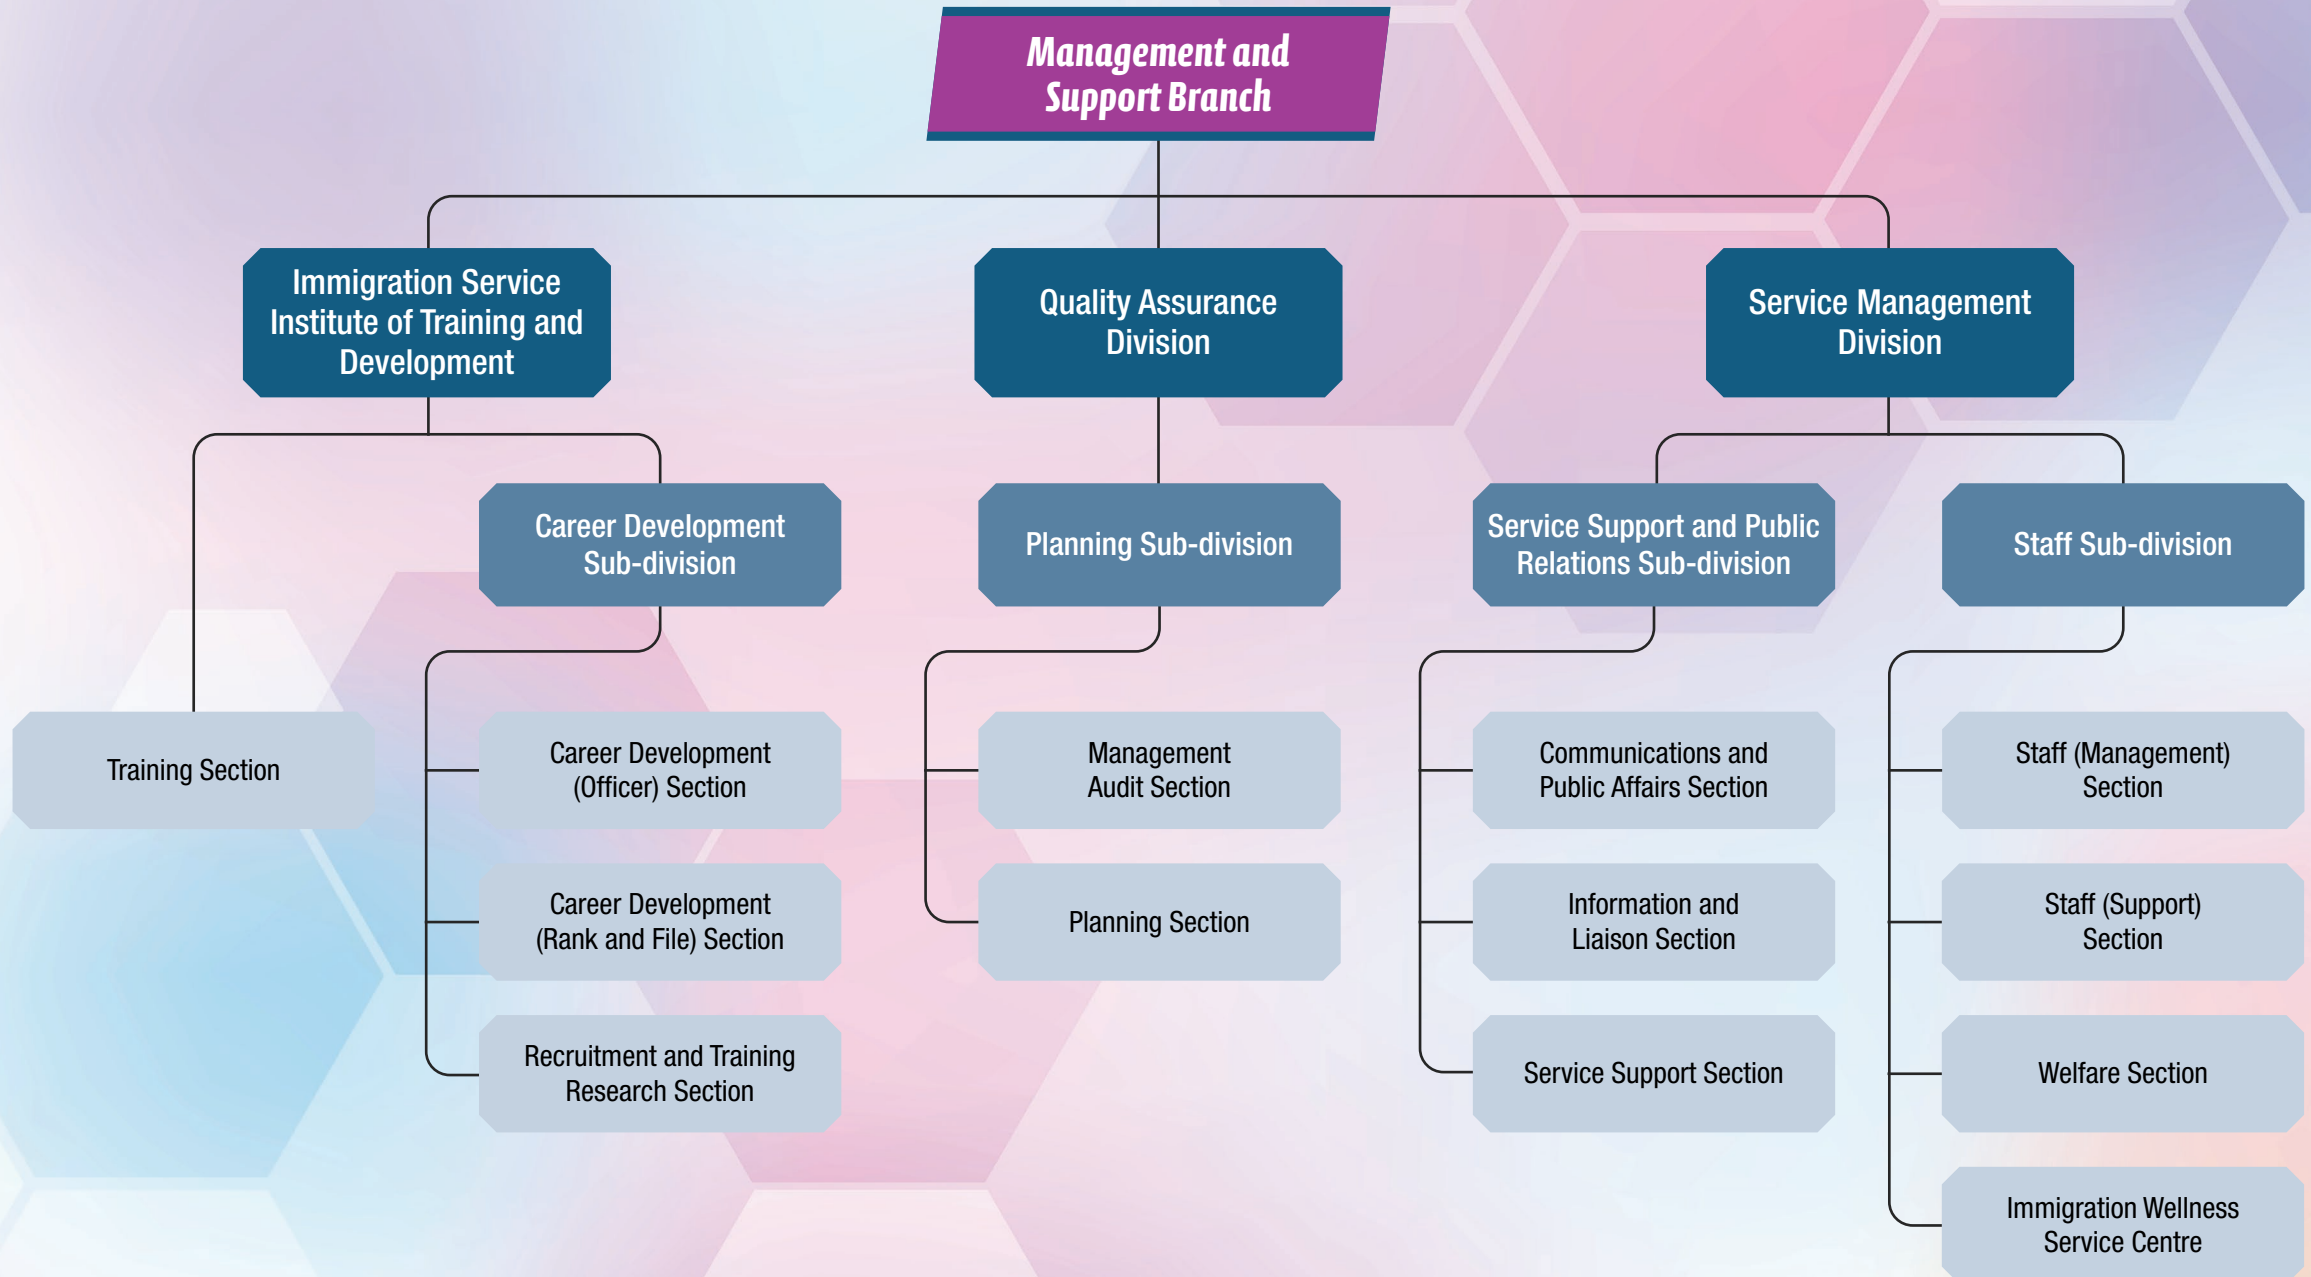 Management and
Support Branch
Immigration Service
Institute of Training and
Development
Quality Assurance
Division
Service Management
Division
Career Development
Sub-division
Planning Sub-division
Service Support and Public
Relations Sub-division
Staff Sub-division
Training Section
Career Development
(Officer) Section
Management
Audit Section
Communications and
Public Affairs Section
Staff (Management)
Section
Career Development
(Rank and File) Section
Planning Section
Information and
Liaison Section
Staff (Support)
Section
Recruitment and Training
Research Section
Service Support Section
Welfare Section
Immigration Wellness
Service Centre